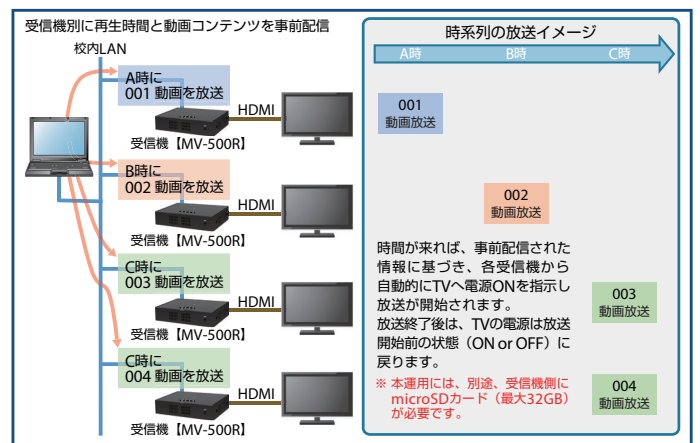 受信機別に再生時間と動画コンテンツを事前配信
校内LAN
A時に
001 動画を放送
HDMI
受信機【MV-500R】
B時に
002 動画を放送
HDMI
受信機【MV-500R】
C時に
003 動画を放送
HDMI
受信機【MV-500R】
C時に
004 動画を放送
HDMI
受信機【MV-500R】
時系列の放送イメージ
A時 B時 C時
001
動画放送
002
動画放送
時間が来れば、事前配信された
情報に基づき、各受信機から
自動的にTVへ電源ONを指示し
放送が開始されます。
放送終了後は、TVの電源は放送
開始前の状態（ON or OFF）に
戻ります。
※ 本運用には、別途、受信機側に
microSDカード（最大32GB）
が必要です。
003
動画放送
004
動画放送